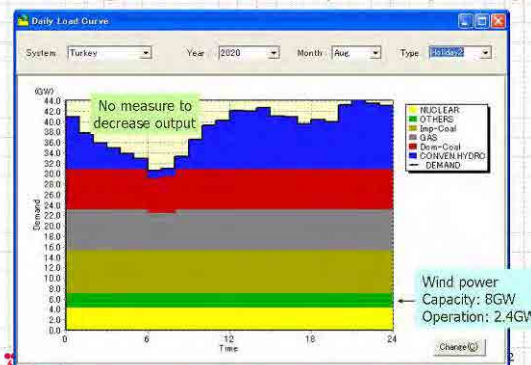 Daily Load Curve
System Turkey Year 2020 Month Aug. Type Holiday2
(GW)
No measure to
decrease output
44.0
42.0
40.0
38.0
36.0
34.0
32.0
30.0
28.0
26.0
24.0
22.0
20.0
18.0
16.0
14.0
12.0
10.0
8.0
6.0
4.0
2.0
0.0
Demand
NUCLEAR
OTHERS
Imp-Coal
GAS
Dom-Coal
CONVEN.HYDRO
DEMAND
Wind power
Capacity: 8GW
Operation: 2.4GW
0 6 12 18 24
Time
Change(C)
2